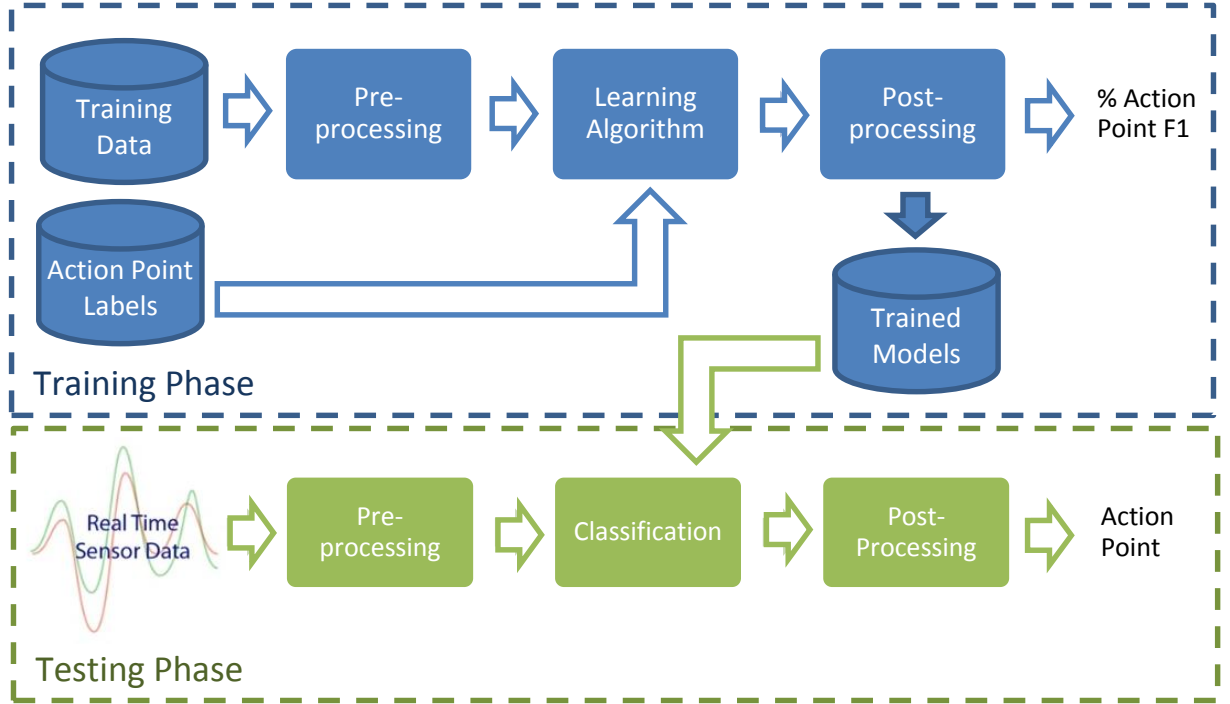 Training
Data
Pre-
processing
Learning
Algorithm
Post-
processing
% Action
Point F1
Action Point
Labels
Trained
Models
Training Phase
Real Time
Sensor Data
Pre-
processing
Classification
Post-
Processing
Action
Point
Testing Phase